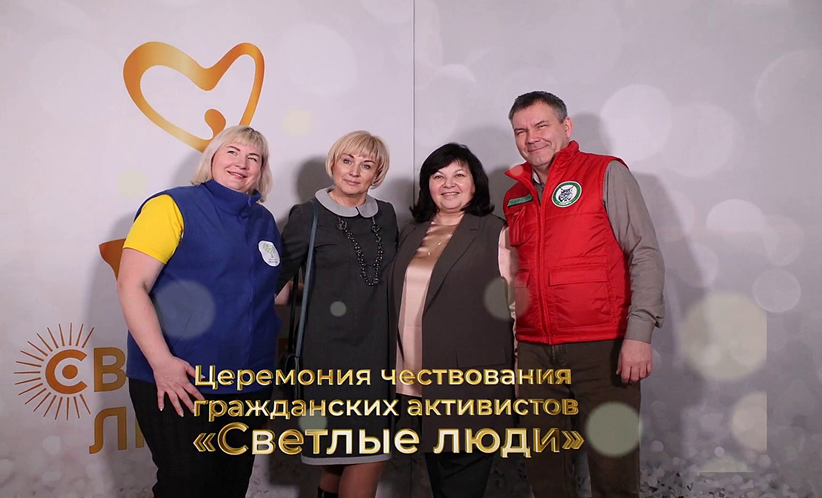 Церемония чествования
гражданских активистов
«Светлые люди»